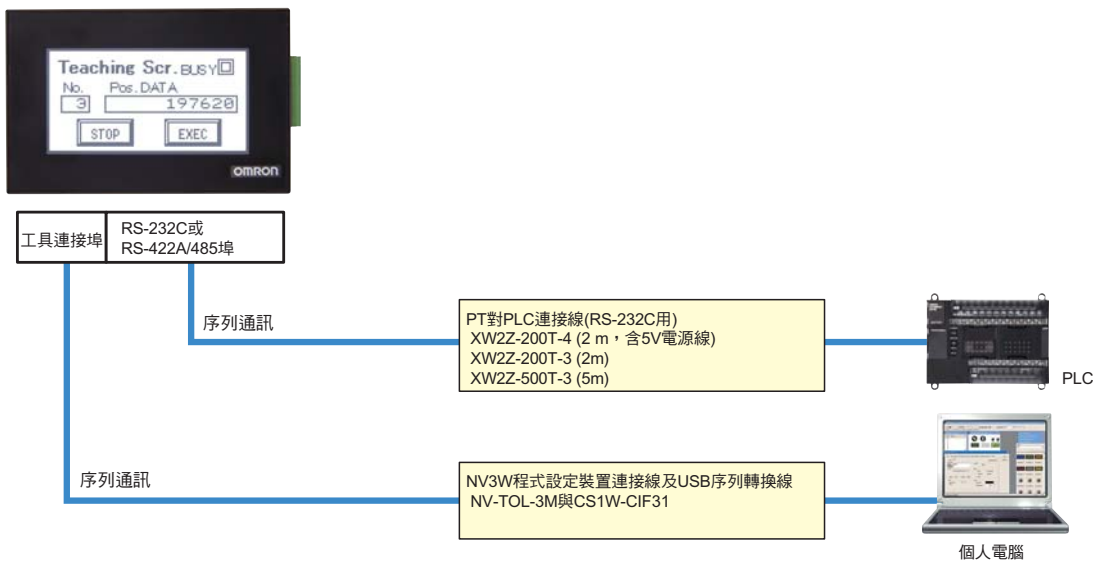 Teaching Scr. BUSY
No. Pos.DATA
3 197620
STOP EXEC
OMRON
工具連接埠
RS-232C或
RS-422A/485埠
序列通訊
PT對PLC連接線(RS-232C用)
XW2Z-200T-4 (2 m,含5V電源線)
XW2Z-200T-3 (2m)
XW2Z-500T-3 (5m)
PLC
序列通訊
NV3W程式設定裝置連接線及USB序列轉換線
NV-TOL-3M與CS1W-CIF31
個人電腦